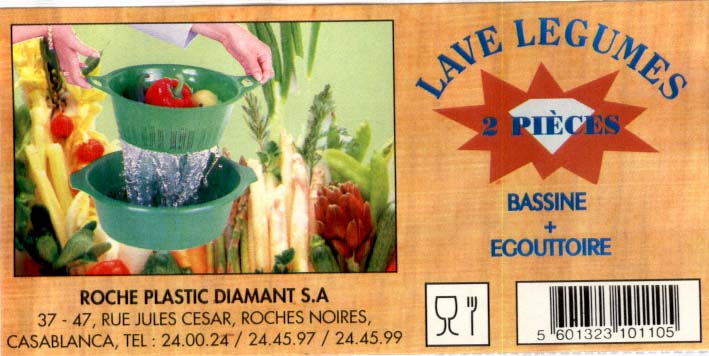 LAVE LEGUMES
2 PIÈCES
BASSINE
+
EGOUTTOIRE
ROCHE PLASTIC DIAMANT S.A
37 - 47, RUE JULES CESAR, ROCHES NOIRES,
CASABLANCA, TEL : 24.00.24 / 24.45.97 / 24.45.99
5 601323 101105